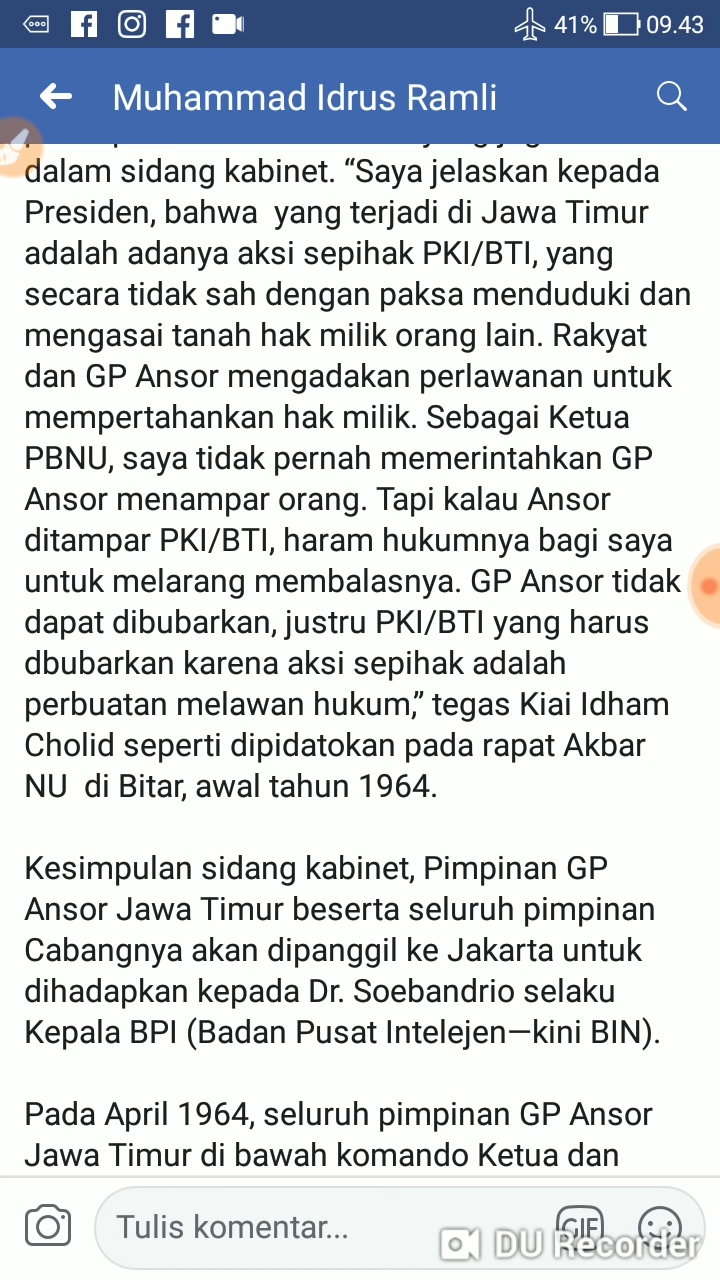 41% 09.43
Muhammad Idrus Ramli
dalam sidang kabinet. “Saya jelaskan kepada
Presiden, bahwa  yang terjadi di Jawa Timur
adalah adanya aksi sepihak PKI/BTI, yang
secara tidak sah dengan paksa menduduki dan
mengasai tanah hak milik orang lain. Rakyat
dan GP Ansor mengadakan perlawanan untuk
mempertahankan hak milik. Sebagai Ketua
PBNU, saya tidak pernah memerintahkan GP
Ansor menampar orang. Tapi kalau Ansor
ditampar PKI/BTI, haram hukumnya bagi saya
untuk melarang membalasnya. GP Ansor tidak
dapat dibubarkan, justru PKI/BTI yang harus
dbubarkan karena aksi sepihak adalah
perbuatan melawan hukum,” tegas Kiai Idham
Cholid seperti dipidatokan pada rapat Akbar
NU  di Bitar, awal tahun 1964.
Kesimpulan sidang kabinet, Pimpinan GP
Ansor Jawa Timur beserta seluruh pimpinan
Cabangnya akan dipanggil ke Jakarta untuk
dihadapkan kepada Dr. Soebandrio selaku
Kepala BPI (Badan Pusat Intelejen—kini BIN).
Pada April 1964, seluruh pimpinan GP Ansor
Jawa Timur di bawah komando Ketua dan
Tulis komentar...
GIF
DU Recorder